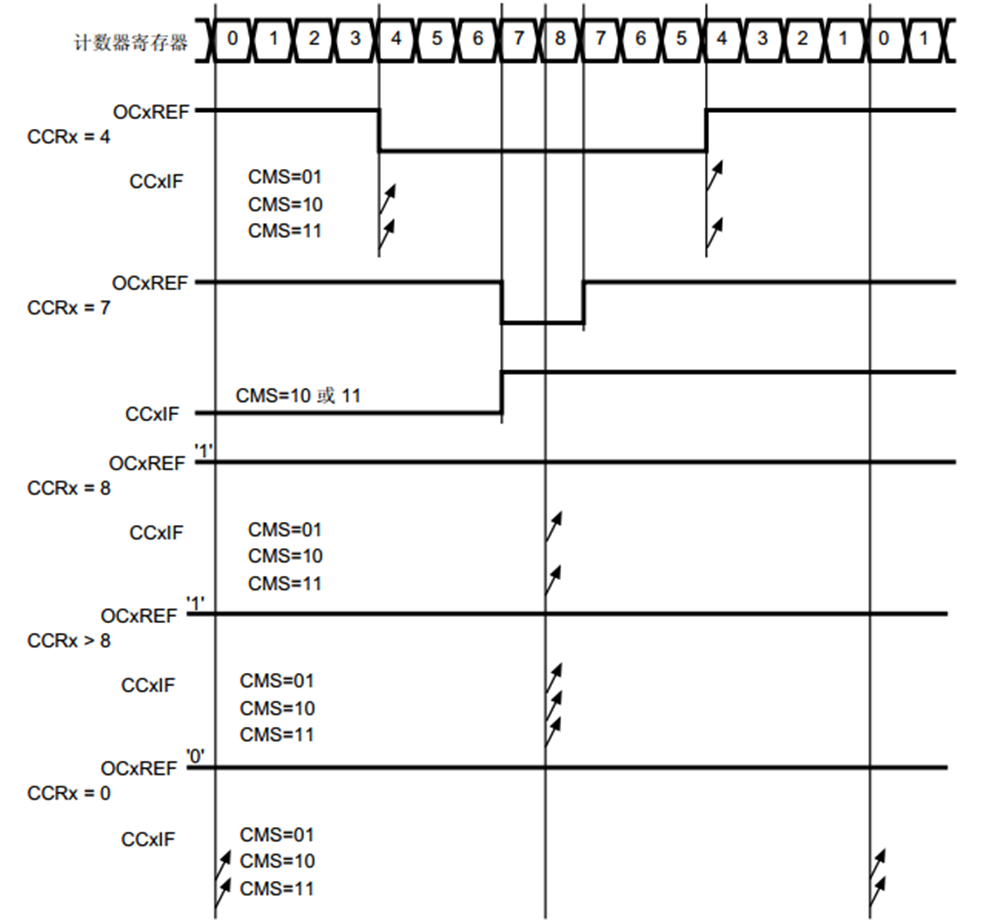 计数器寄存器 0 1 2 3 4 5 6 7 8 7 6 5 4 3 2 1 0 1
OCxREF
CCRx = 4
CCxIF
CMS=01
CMS=10
CMS=11
OCxREF
CCRx = 7
CMS=10 或 11
CCxIF
'1'
OCxREF
CCRx = 8
CCxIF
CMS=01
CMS=10
CMS=11
'1'
OCxREF
CCRx > 8
CCxIF
CMS=01
CMS=10
CMS=11
'0'
OCxREF
CCRx = 0
CCxIF
CMS=01
CMS=10
CMS=11